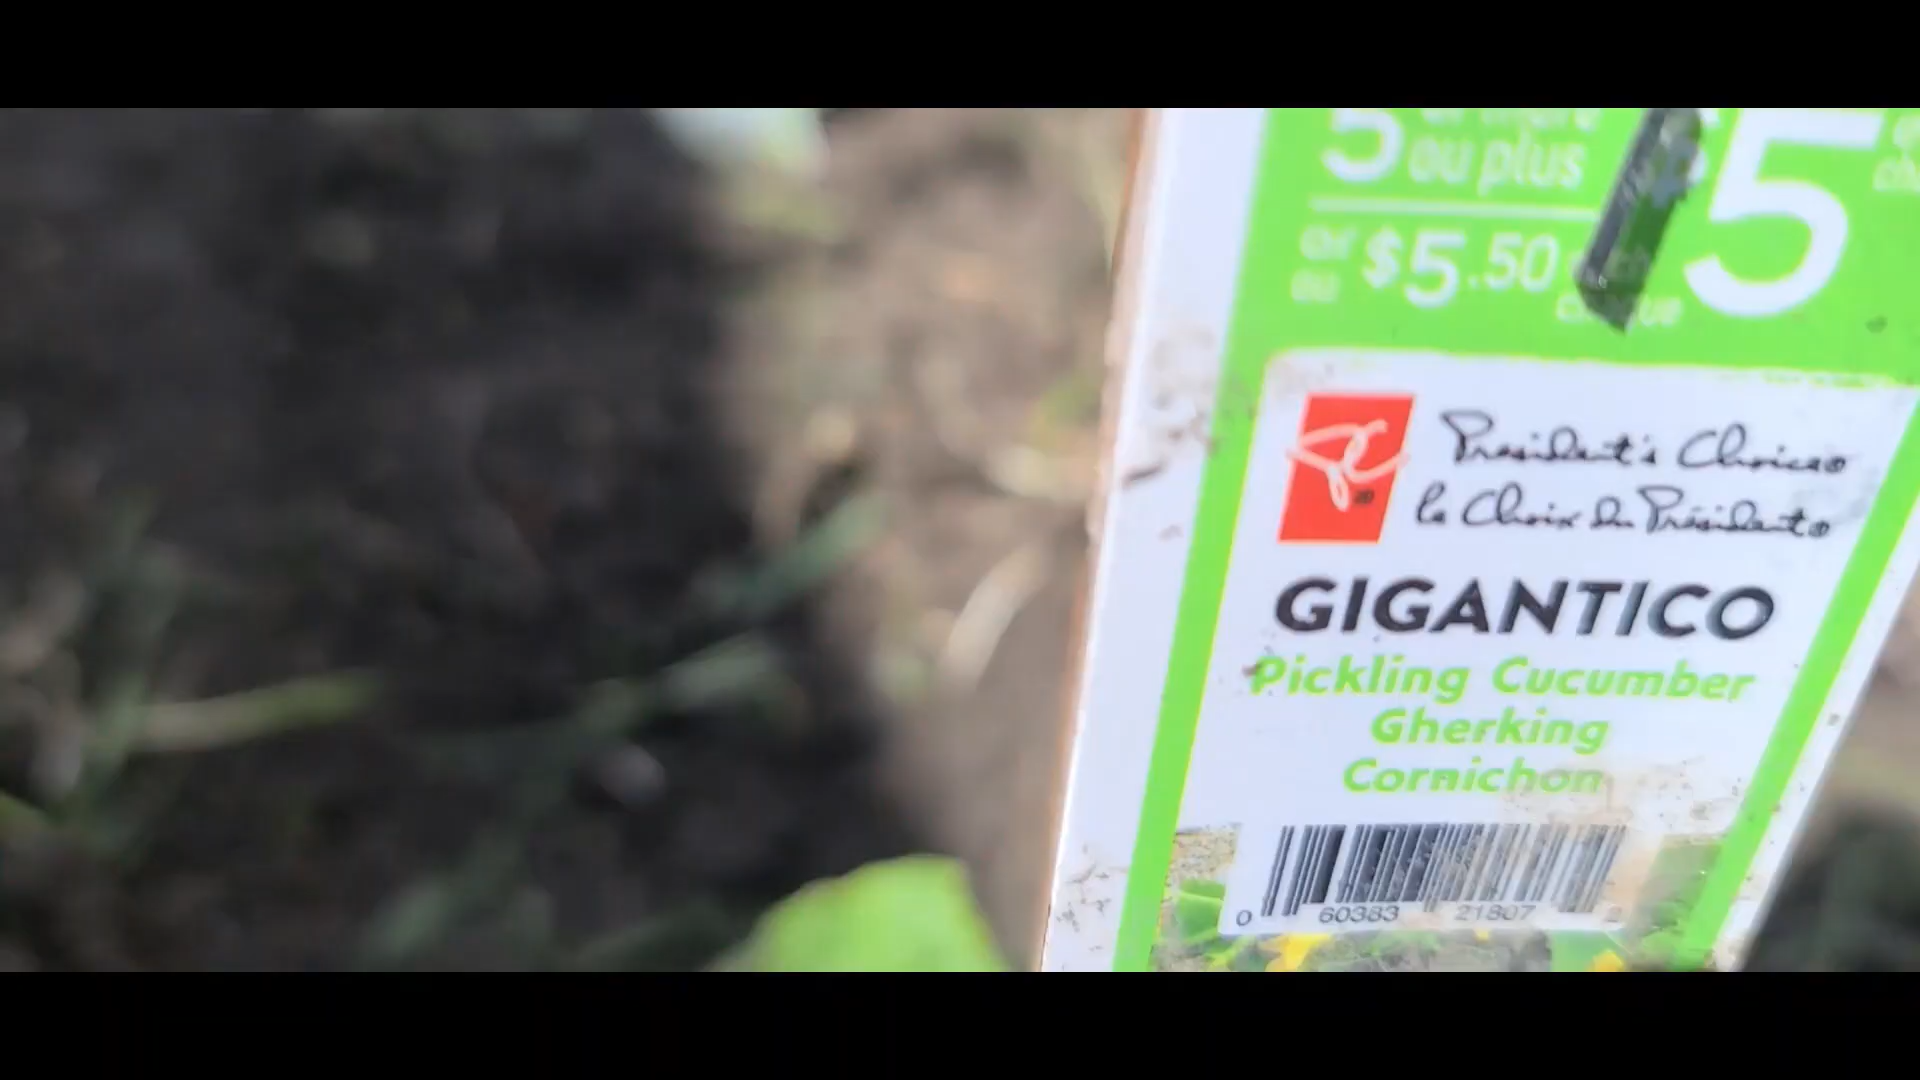 5 ou plus $5
or ou $5.50
President's Choice®
le Choix du Président®
GIGANTICO
Pickling Cucumber
Gherking
Cornichon
0 60383 21807 2